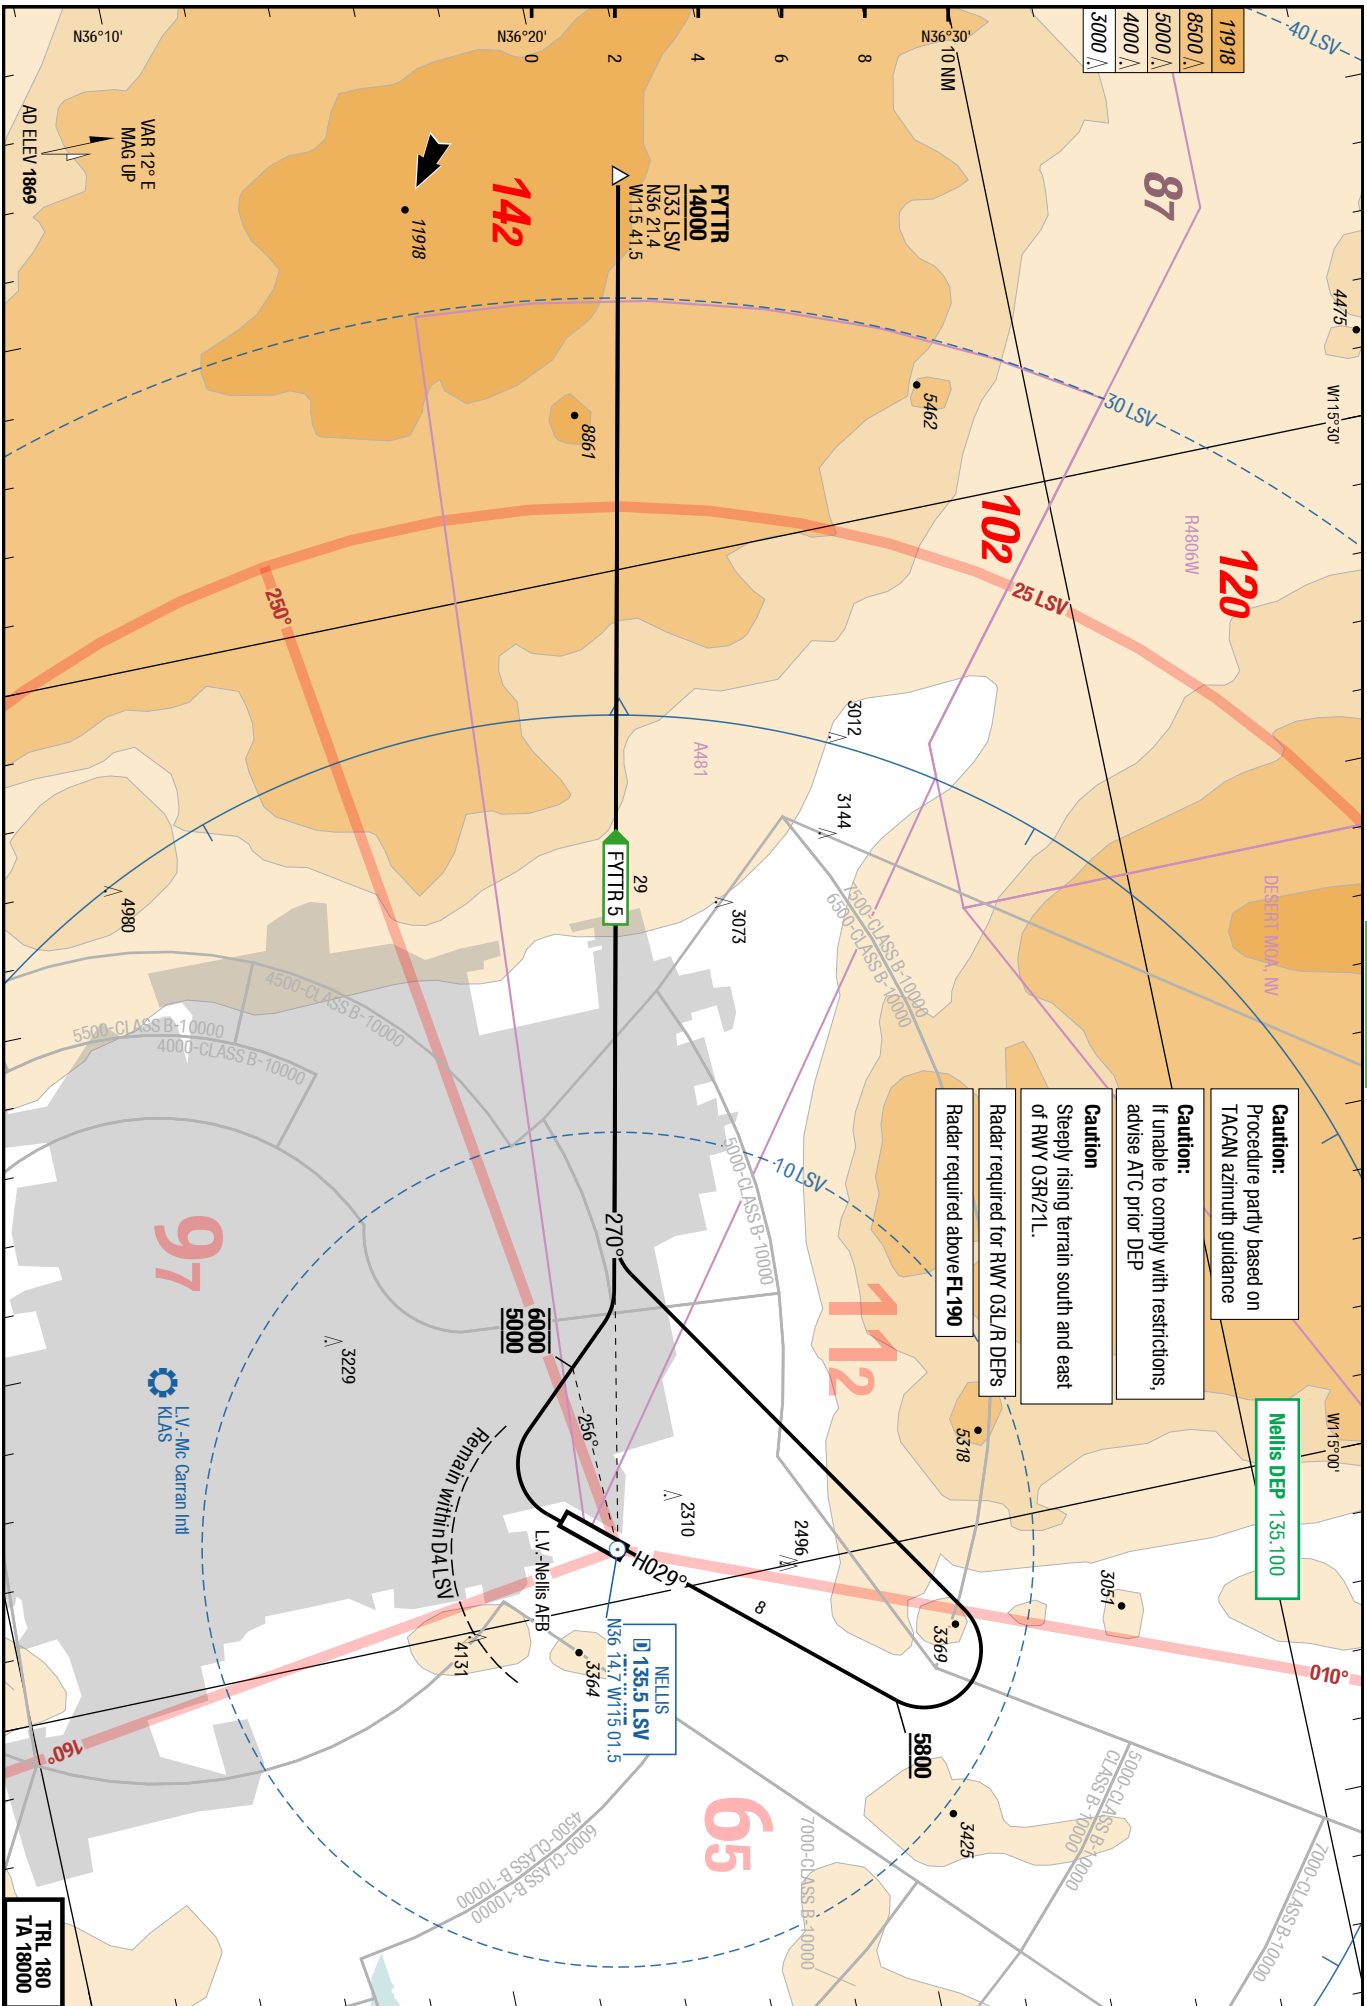 11918
8500
5000
4000
3000
40 LSV
N36°10'
N36°20'
N36°30'
0
2
4
6
8
10 NM
AD ELEV 1869
VAR 12° E
MAG UP
142
11918
FYTTR
14000
D33 LSV
N36 21.4
W115 41.5
87
4475
W115°30'
30 LSV
5462
8861
102
R4806W
120
25 LSV
250°
3012
A481
3144
FYTTR 5
29
3073
4980
7500-CLASS B-10000
6500-CLASS B-10000
DESERT MOA, NV
4500-CLASS B-10000
5500-CLASS B-10000
4000-CLASS B-10000
5000-CLASS B-10000
10 LSV
Caution:
Procedure partly based on
TACAN azimuth guidance
Caution:
If unable to comply with restrictions,
advise ATC prior DEP
Caution
Steeply rising terrain south and east
of RWY 03R/21L.
Radar required for RWY 03L/R DEPs
Radar required above FL190
97
270°
6000
5000
112
3229
L.V.-Mc Carran Intl
KLAS
256°
Remain within D4 LSV
5318
Nellis DEP 135.100
W115°00'
2310
2496
L.V.-Nellis AFB
H029°
8
3051
3369
4131
3364
NELLIS
D 135.5 LSV
N36 14.7 W115 01.5
010°
160°
5800
65
3425
5000-CLASS B-10000
CLASS B-10000
7000-CLASS B-10000
7000-CLASS B-10000
4500-CLASS B-10000
6000-CLASS B-10000
TRL 180
TA 18000